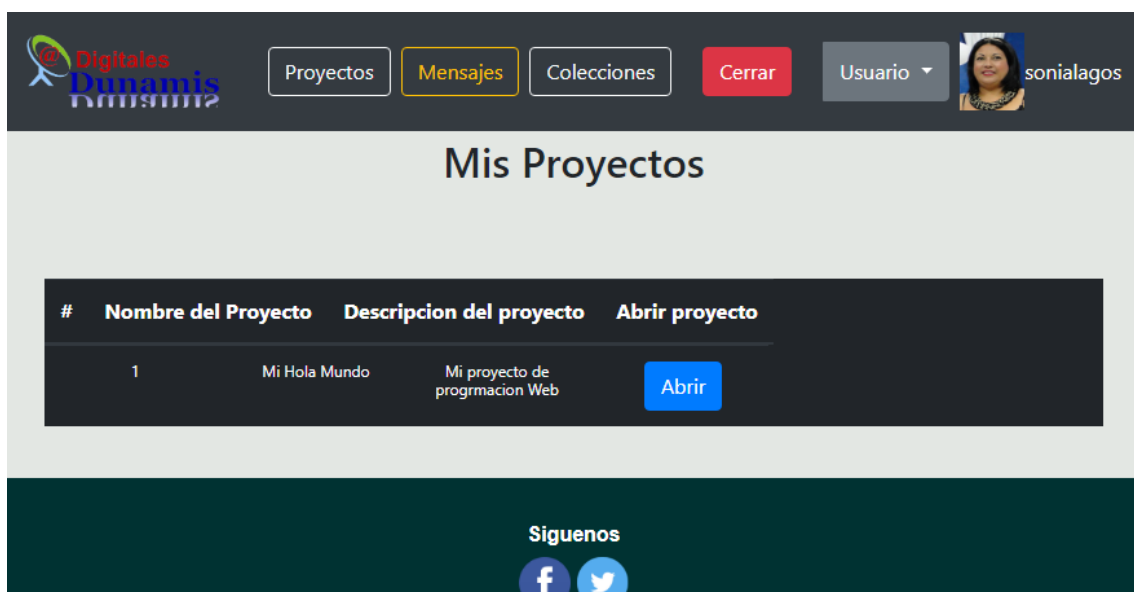 @
Digitales
Dunamis
Proyectos
Mensajes
Colecciones
Cerrar
Usuario
sonialagos
Mis Proyectos
# Nombre del Proyecto Descripcion del proyecto Abrir proyecto
1 Mi Hola Mundo Mi proyecto de
progrmacion Web
Abrir
Siguenos